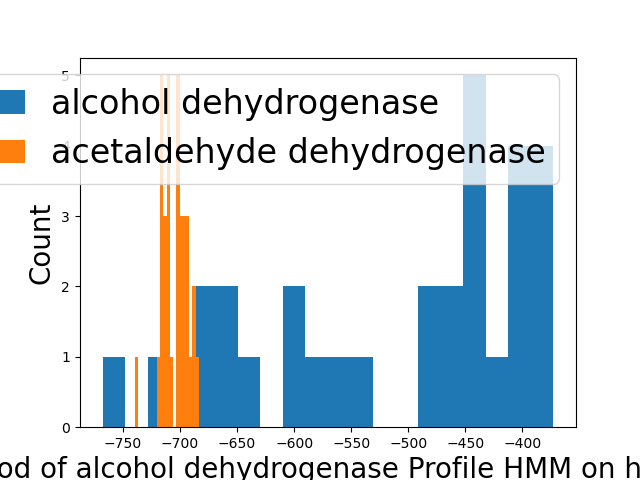 5
alcohol dehydrogenase
4
acetaldehyde dehydrogenase
3
Count
2
1
0
−750 −700 −650 −600 −550 −500 −450 −400
of alcohol dehydrogenase Profile HMM on